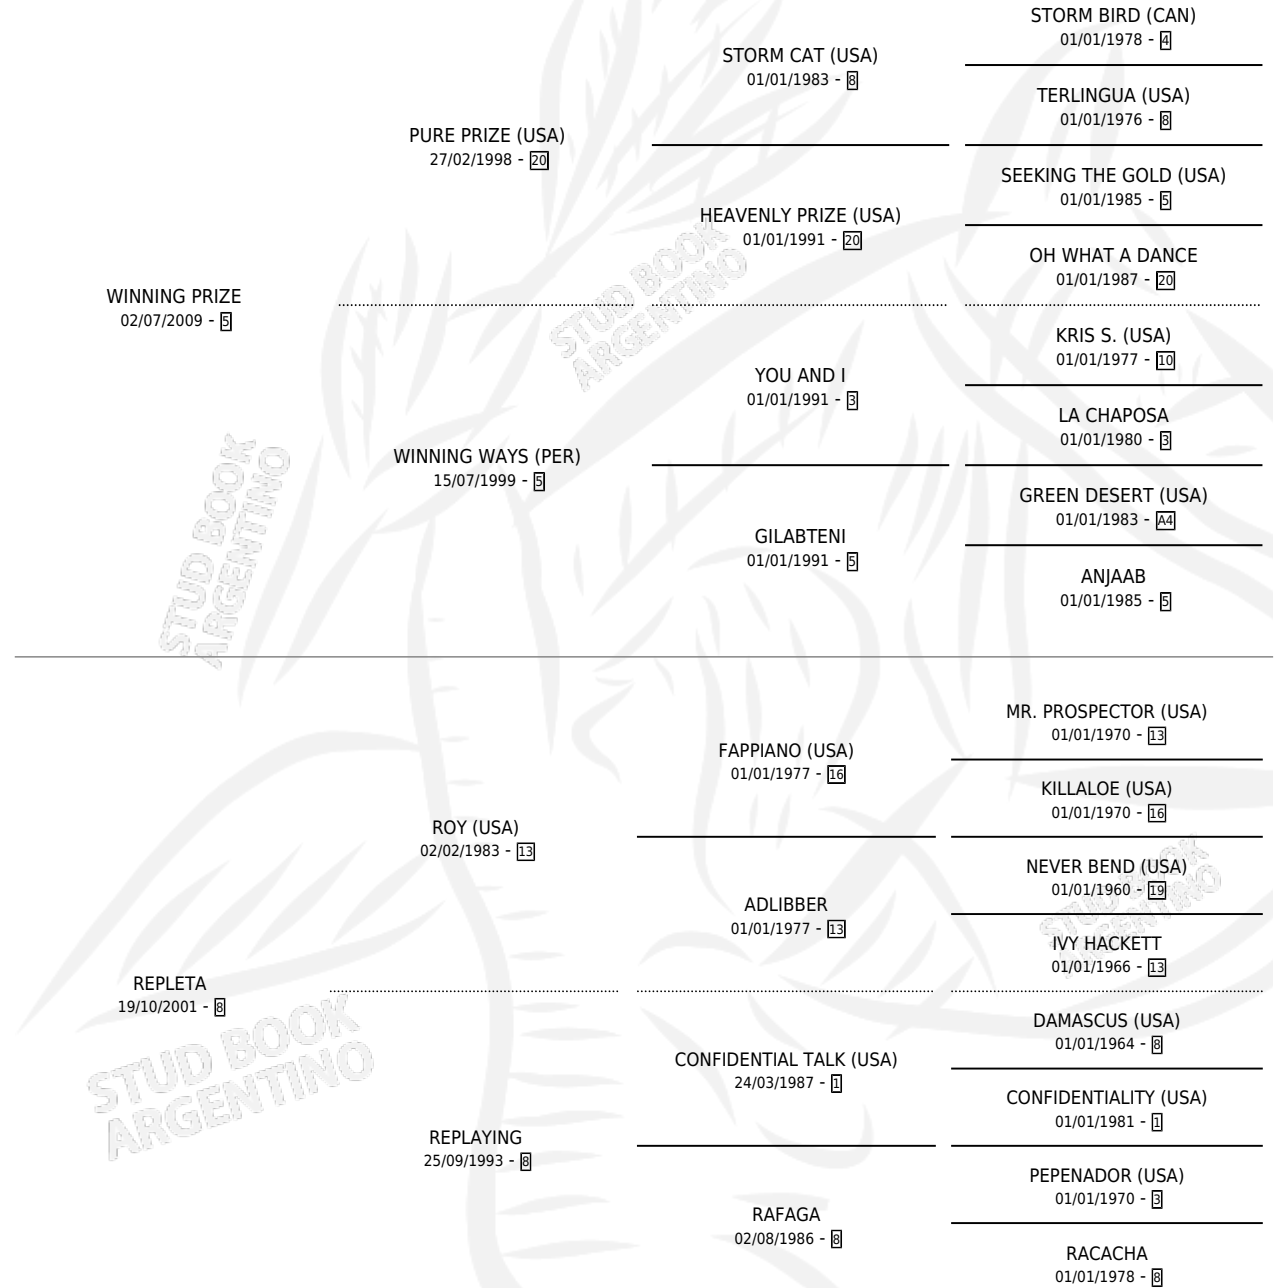 STORM BIRD (CAN)
01/01/1978 - 4
STORM CAT (USA)
01/01/1983 - 8
TERLINGUA (USA)
01/01/1976 - 8
PURE PRIZE (USA)
27/02/1998 - 20
SEEKING THE GOLD (USA)
01/01/1985 - 5
HEAVENLY PRIZE (USA)
01/01/1991 - 20
OH WHAT A DANCE
01/01/1987 - 20
WINNING PRIZE
02/07/2009 - 5
STUD BOOK
ARGENTINO
KRIS S. (USA)
01/01/1977 - 10
YOU AND I
01/01/1991 - 3
LA CHAPOSA
01/01/1980 - 3
WINNING WAYS (PER)
15/07/1999 - 5
GREEN DESERT (USA)
01/01/1983 - A4
GILABTENI
01/01/1991 - 5
ANJAAB
01/01/1985 - 5
STUD BOOK
ARGENTINO
MR. PROSPECTOR (USA)
01/01/1970 - 13
FAPPIANO (USA)
01/01/1977 - 16
KILLALOE (USA)
01/01/1970 - 16
ROY (USA)
02/02/1983 - 13
NEVER BEND (USA)
01/01/1960 - 19
ADLIBBER
01/01/1977 - 13
IVY HACKETT
01/01/1966 - 13
STUD BOOK
ARGENTINO
REPLETA
19/10/2001 - 8
DAMASCUS (USA)
01/01/1964 - 8
CONFIDENTIAL TALK (USA)
24/03/1987 - 1
CONFIDENTIALITY (USA)
01/01/1981 - 1
STUD BOOK
ARGENTINO
REPLAYING
25/09/1993 - 8
PEPENADOR (USA)
01/01/1970 - 3
RAFAGA
02/08/1986 - 8
RACACHA
01/01/1978 - 8